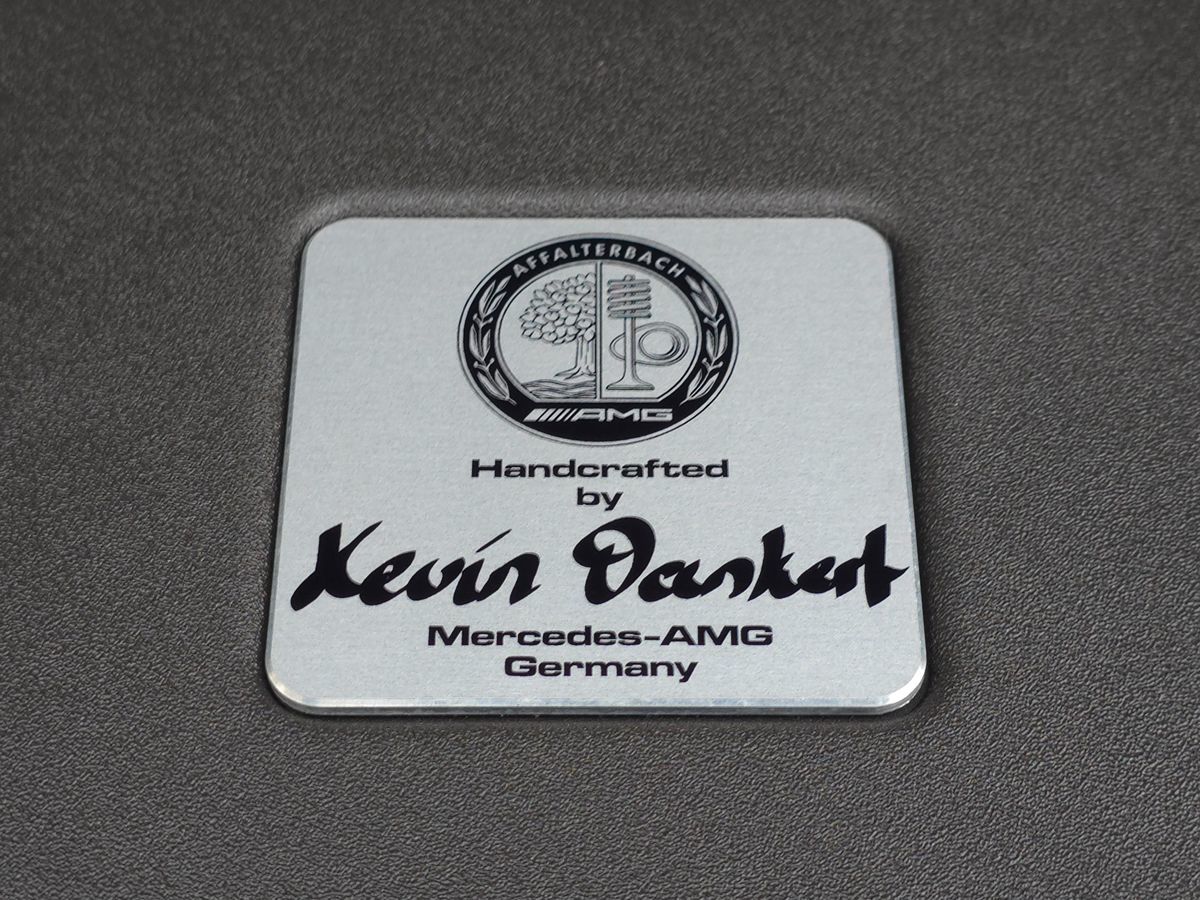 AFFALTERBACH
AMG
Handcrafted
by
Kevin Dankert
Mercedes-AMG
Germany